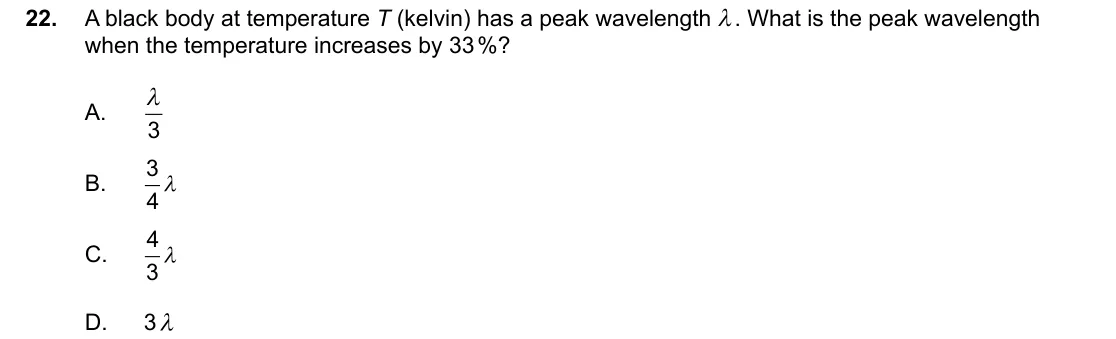 22. A black body at temperature T (kelvin) has a peak wavelength λ. What is the peak wavelength
when the temperature increases by 33 %?
A. λ/3
B. 3/4 λ
C. 4/3 λ
D. 3 λ